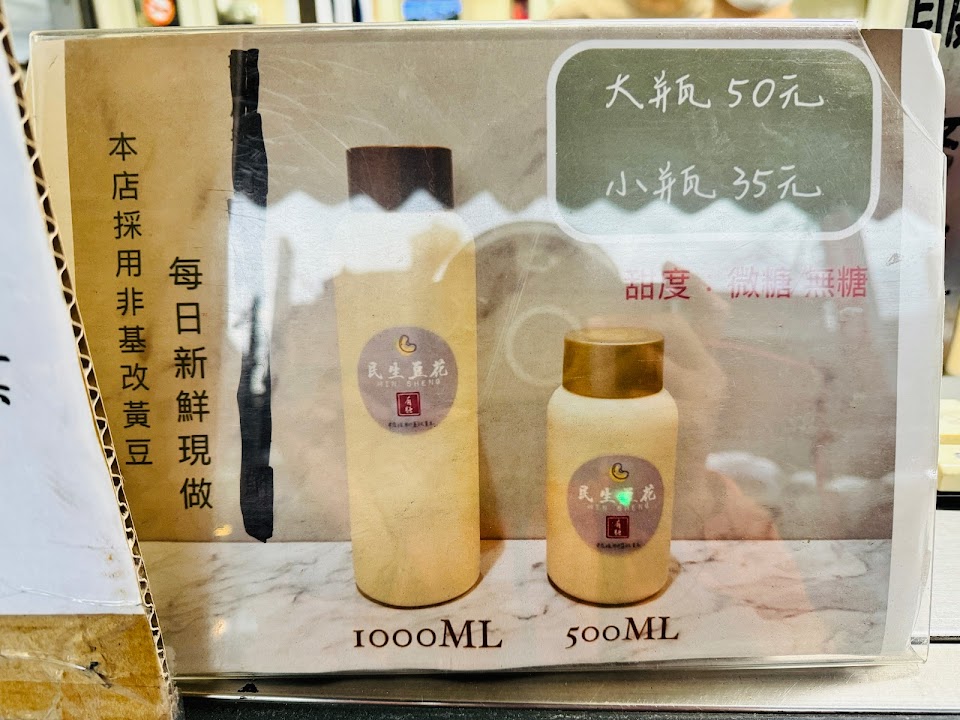 本店採用非基改黃豆
每日新鮮現做
大瓶 50元
小瓶 35元
甜度：微糖 無糖
民生豆花
MIN SHENG
民生豆花
MIN SHENG
1000ML
500ML